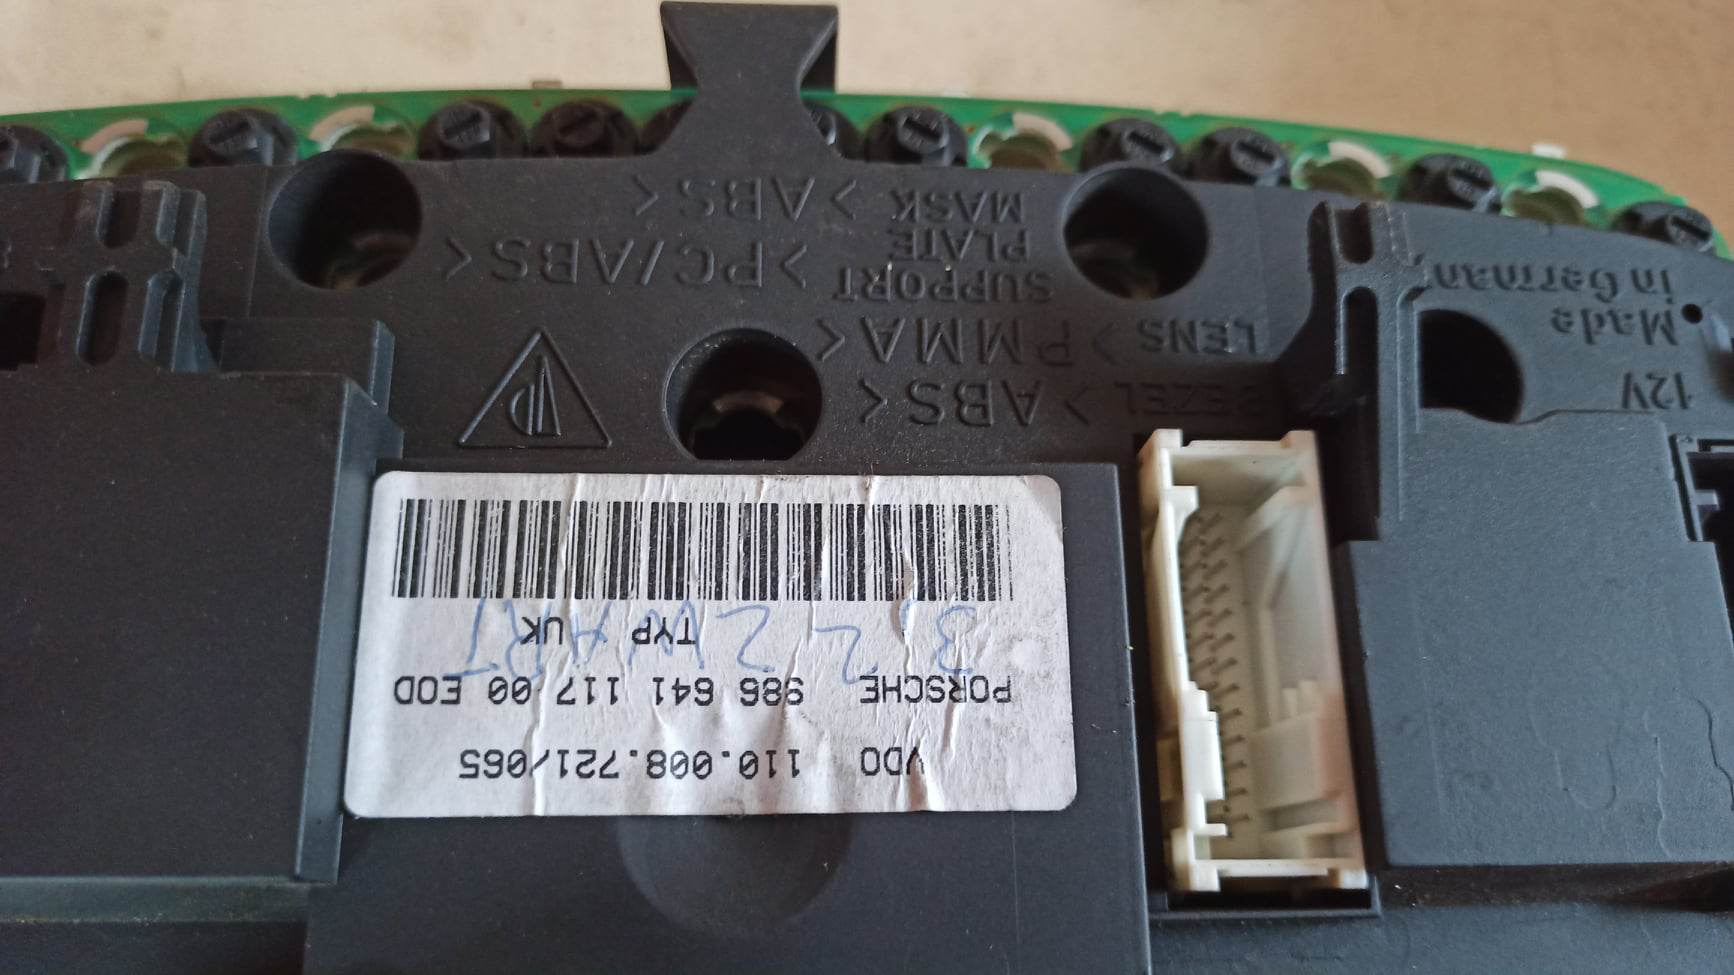 VDO 110.008.721/065
PORSCHE 986 641 117 00 EOD
TYP UK
12V
Made
in Germany
BEZEL >ABS<
LENS >PMMA<
SUPPORT
PLATE >PC/ABS<
MASK >ABS<